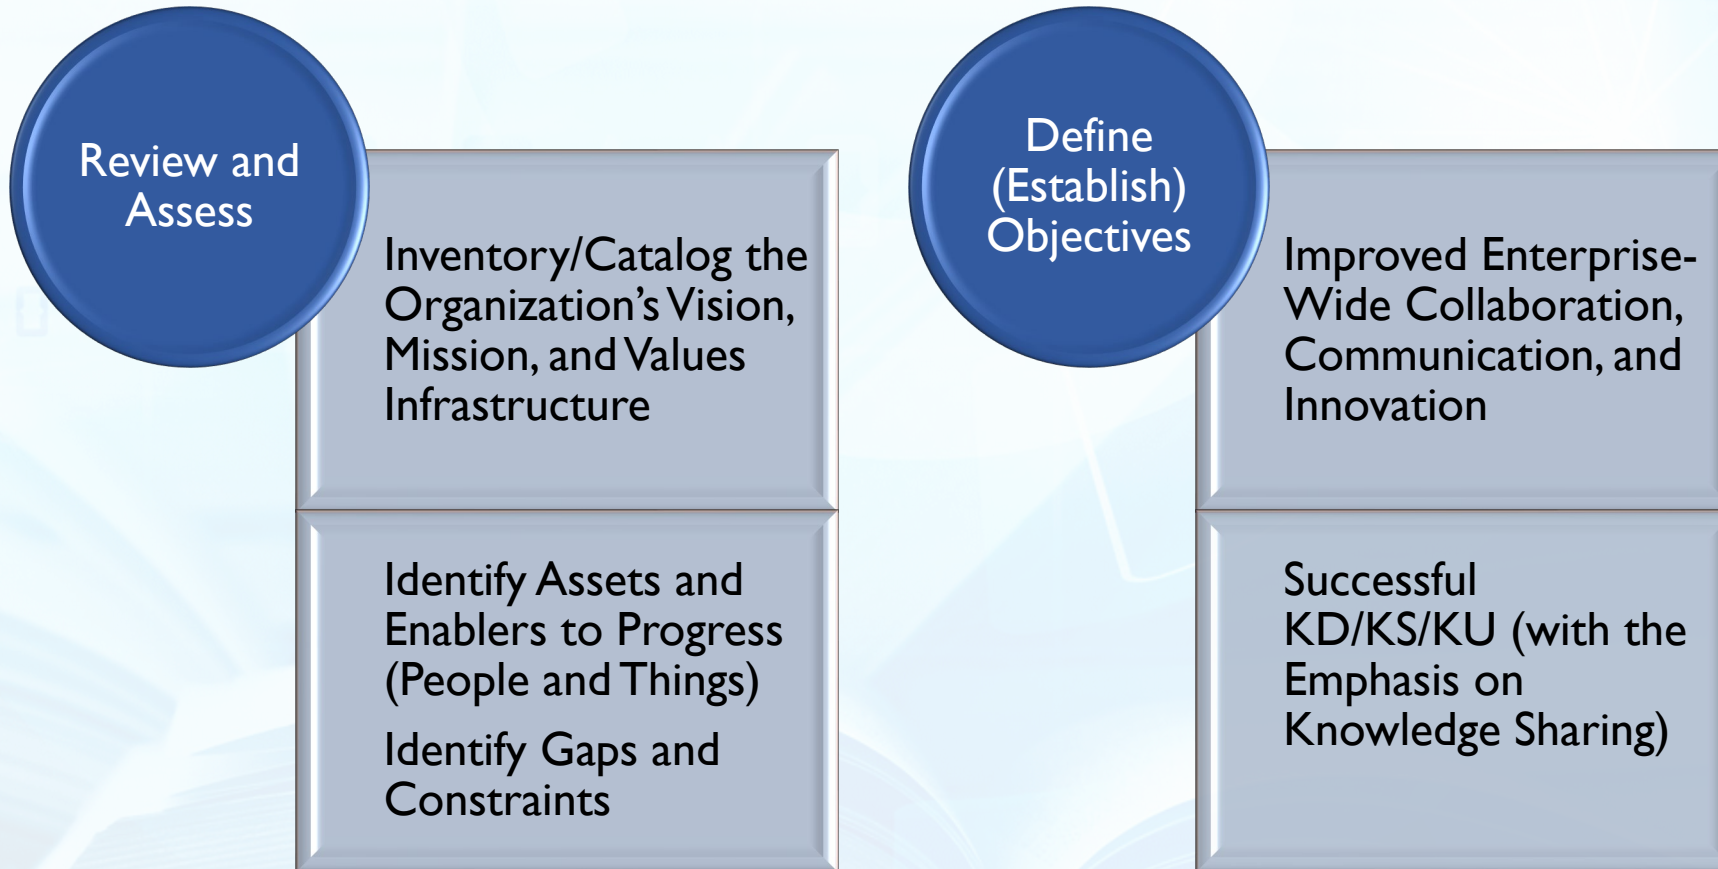 Review and
Assess
Inventory/Catalog the
Organization’s Vision,
Mission, and Values
Infrastructure
Identify Assets and
Enablers to Progress
(People and Things)
Identify Gaps and
Constraints
Define
(Establish)
Objectives
Improved Enterprise-
Wide Collaboration,
Communication, and
Innovation
Successful
KD/KS/KU (with the
Emphasis on
Knowledge Sharing)